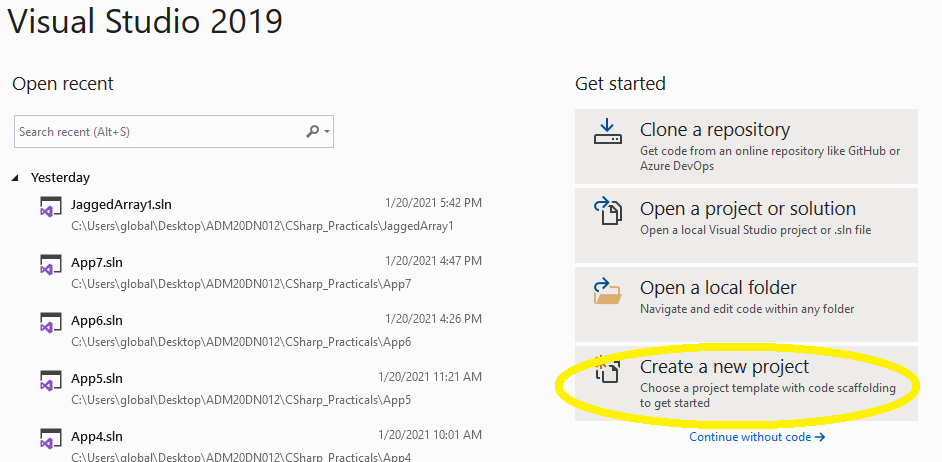 Visual Studio 2019
Open recent
Search recent (Alt+S)
Yesterday
JaggedArray1.sln 1/20/2021 5:42 PM
C:\Users\global\Desktop\ADM20DN012\CSharp_Practicals\JaggedArray1
App7.sln 1/20/2021 4:47 PM
C:\Users\global\Desktop\ADM20DN012\CSharp_Practicals\App7
App6.sln 1/20/2021 4:26 PM
C:\Users\global\Desktop\ADM20DN012\CSharp_Practicals\App6
App5.sln 1/20/2021 11:21 AM
C:\Users\global\Desktop\ADM20DN012\CSharp_Practicals\App5
App4.sln 1/20/2021 10:01 AM
C:\Users\global\Desktop\ADM20DN012\CSharp_Practicals\App4
Get started
Clone a repository
Get code from an online repository like GitHub or
Azure DevOps
Open a project or solution
Open a local Visual Studio project or .sln file
Open a local folder
Navigate and edit code within any folder
Create a new project
Choose a project template with code scaffolding
to get started
Continue without code →